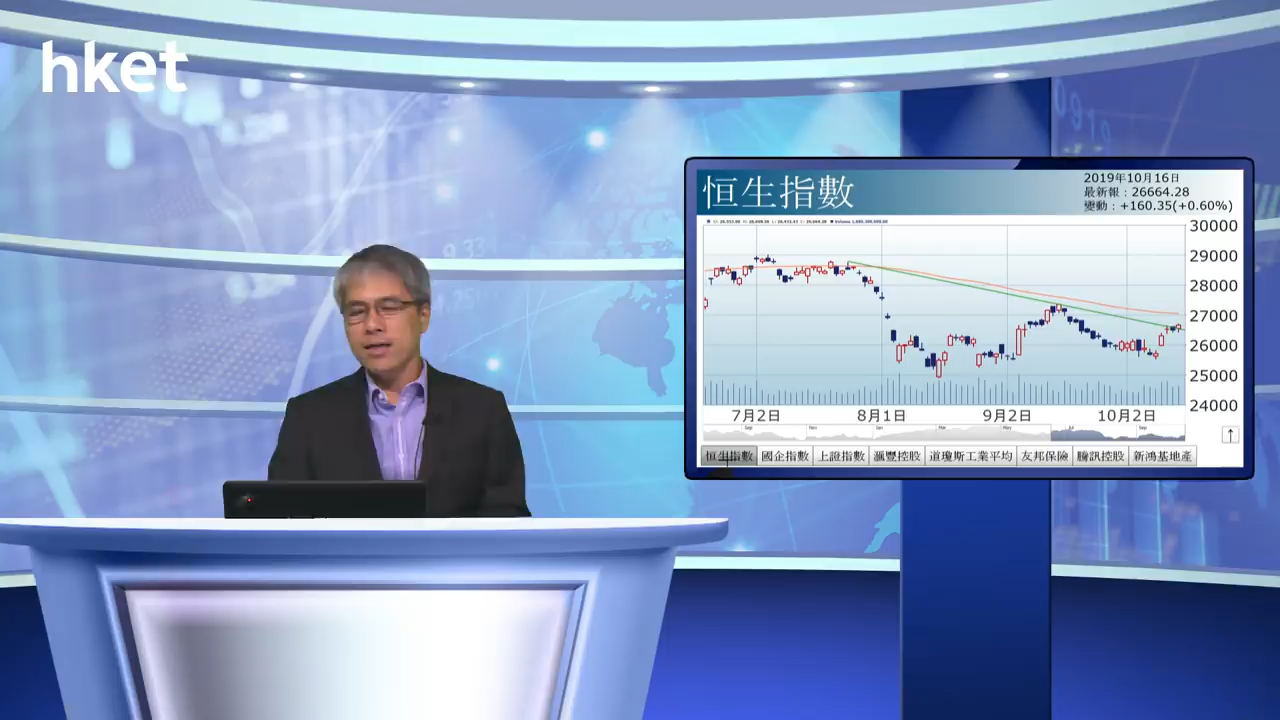 hket
恒生指數
2019年10月16日
最新報：26664.28
變動：+160.35(+0.60%)
30000
29000
28000
27000
26000
25000
24000
7月2日
8月1日
9月2日
10月2日
恒生指數
國企指數
上證指數
滙豐控股
道瓊斯工業平均
友邦保險
騰訊控股
新鴻基地產